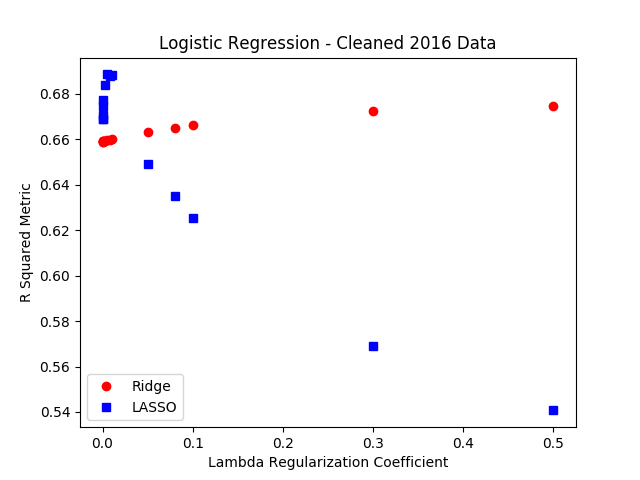 Logistic Regression - Cleaned 2016 Data
R Squared Metric
0.68
0.66
0.64
0.62
0.60
0.58
0.56
0.54
Ridge
LASSO
0.0 0.1 0.2 0.3 0.4 0.5
Lambda Regularization Coefficient